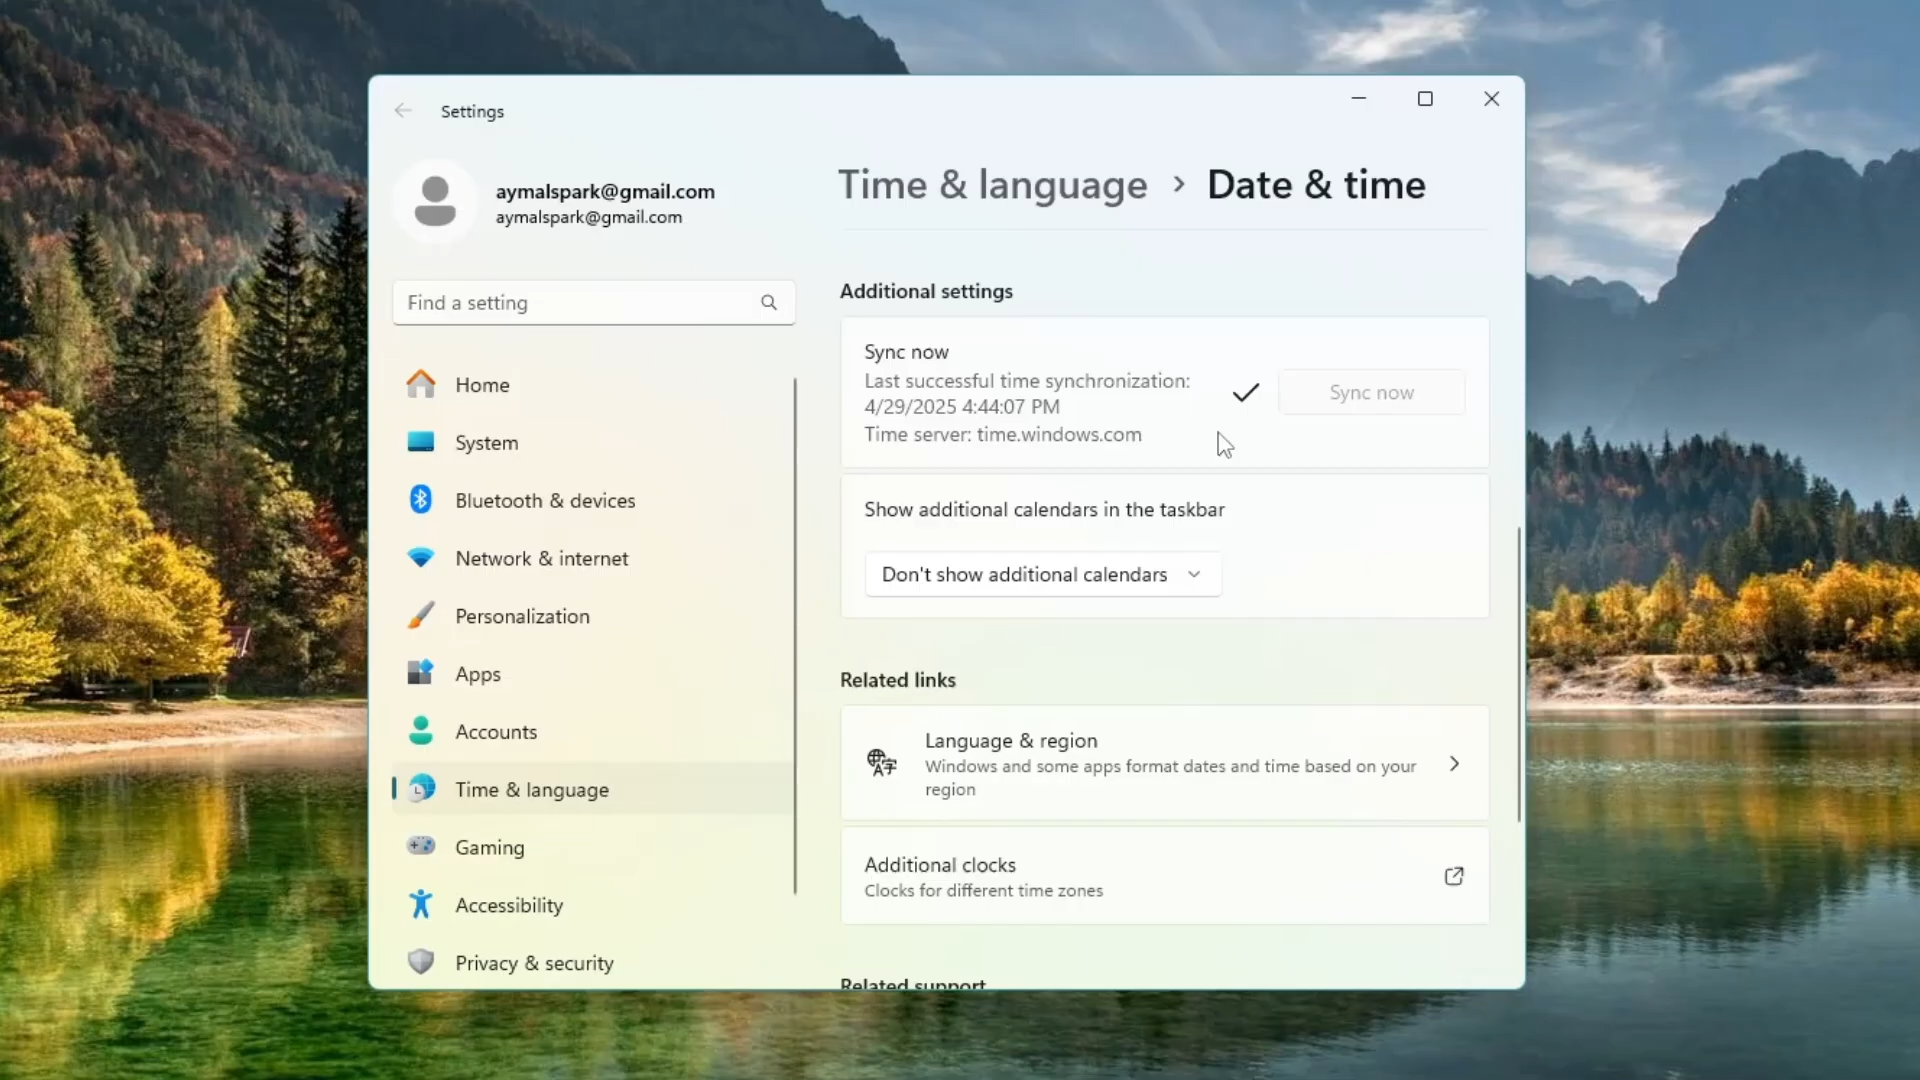 Settings
aymalspark@gmail.com
aymalspark@gmail.com
Find a setting
Home
System
Bluetooth & devices
Network & internet
Personalization
Apps
Accounts
Time & language
Gaming
Accessibility
Privacy & security
Time & language > Date & time
Additional settings
Sync now
Last successful time synchronization:
4/29/2025 4:44:07 PM
Time server: time.windows.com
Sync now
Show additional calendars in the taskbar
Don't show additional calendars
Related links
Language & region
Windows and some apps format dates and time based on your
region
Additional clocks
Clocks for different time zones
Related support